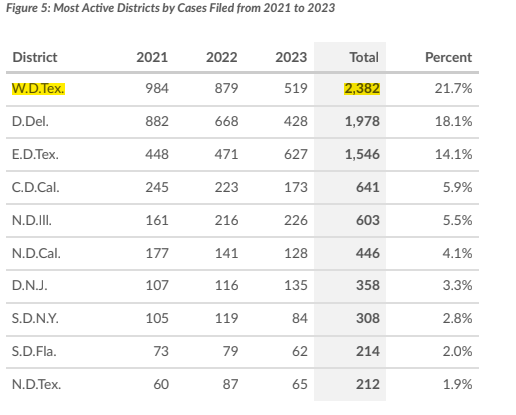 Figure 5: Most Active Districts by Cases Filed from 2021 to 2023
District 2021 2022 2023 Total Percent
W.D.Tex. 984 879 519 2,382 21.7%
D.Del. 882 668 428 1,978 18.1%
E.D.Tex. 448 471 627 1,546 14.1%
C.D.Cal. 245 223 173 641 5.9%
N.D.Ill. 161 216 226 603 5.5%
N.D.Cal. 177 141 128 446 4.1%
D.N.J. 107 116 135 358 3.3%
S.D.N.Y. 105 119 84 308 2.8%
S.D.Fla. 73 79 62 214 2.0%
N.D.Tex. 60 87 65 212 1.9%